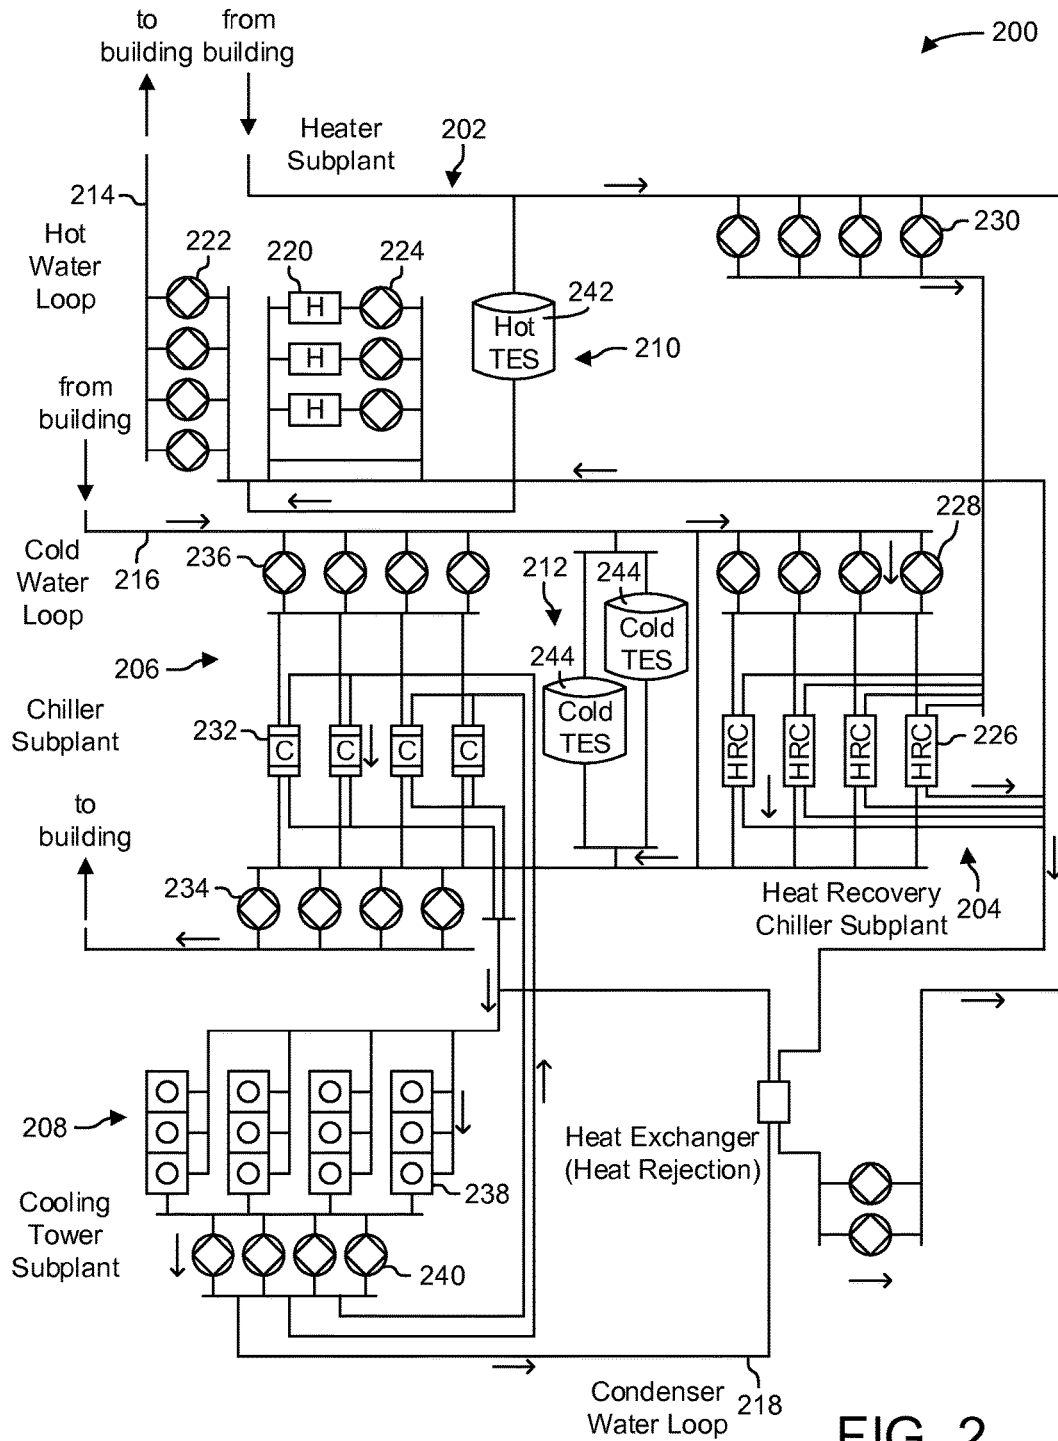 to
building
from
building
200
Heater
Subplant
202
214
Hot
Water
Loop
222
220
224
230
H
H
H
242
Hot
TES
210
from
building
Cold
Water
Loop
216
236
212
244
Cold
TES
244
Cold
TES
228
206
Chiller
Subplant
232
C
C
C
C
HRC
HRC
HRC
HRC
226
to
building
234
Heat Recovery
Chiller Subplant
204
208
Heat Exchanger
(Heat Rejection)
Cooling
Tower
Subplant
238
240
Condenser
Water Loop
218
FIG. 2